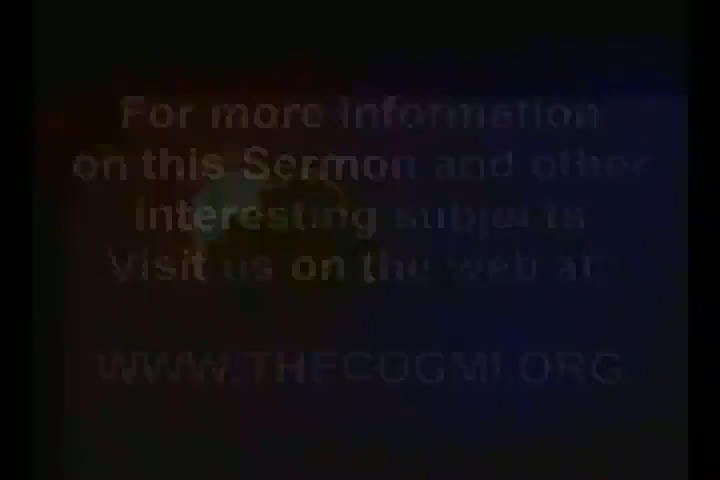 For more information
on this Sermon and other
interesting subjects
Visit us on the web at:
WWW.THECOGMI.ORG